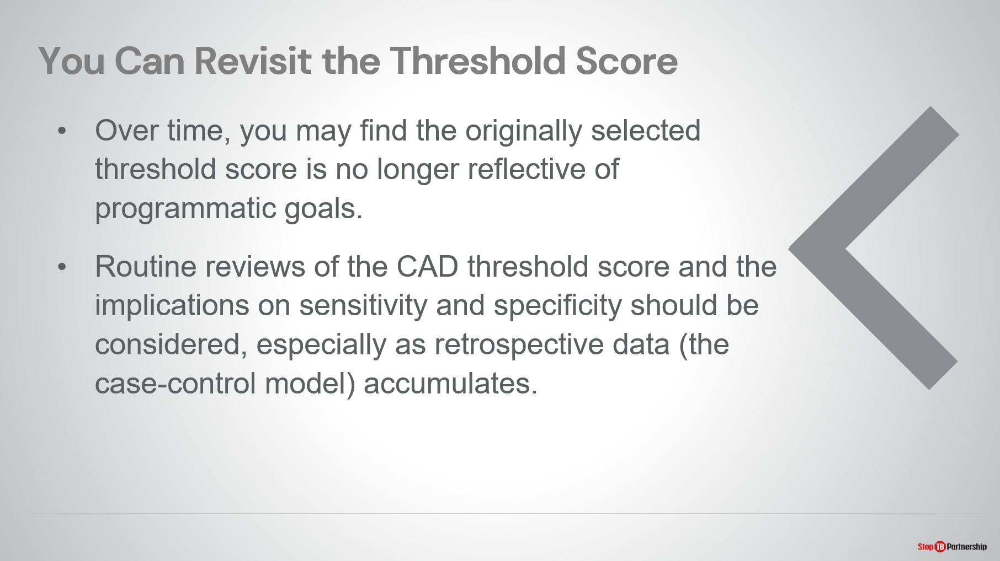 You Can Revisit the Threshold Score
• Over time, you may find the originally selected
threshold score is no longer reflective of
programmatic goals.
• Routine reviews of the CAD threshold score and the
implications on sensitivity and specificity should be
considered, especially as retrospective data (the
case-control model) accumulates.
Stop TB Partnership